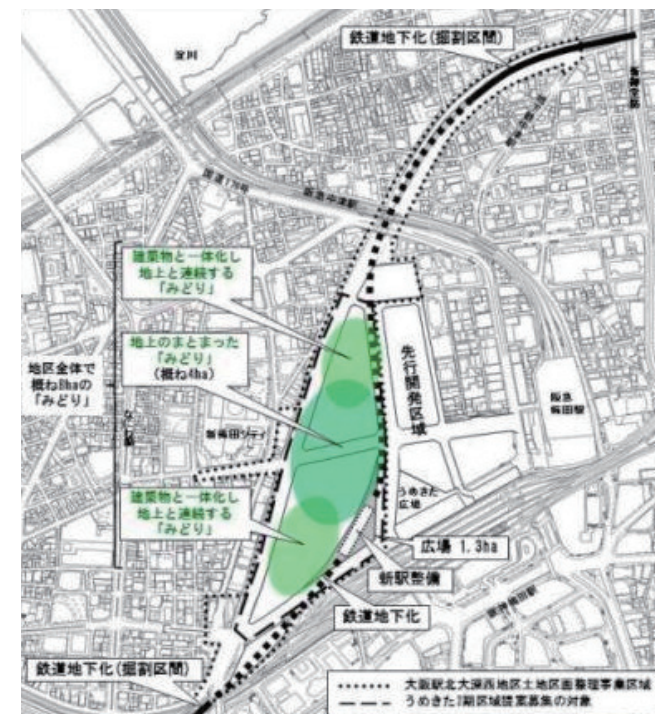 鉄道地下化(掘割区間)
淀川
国道176号
阪急中津駅
建築物と一体化し
地上と連続する
「みどり」
地上のまとまった
「みどり」
(概ね4ha)
地区全体で
概ね8haの
「みどり」
先行開発区域
阪急
梅田駅
新梅田シティ
うめきた
広場
建築物と一体化し
地上と連続する
「みどり」
広場 1.3ha
新駅整備
鉄道地下化
鉄道地下化(掘割区間)
大阪駅北大深西地区土地区画整理事業区域
うめきた2期区域提案募集の対象